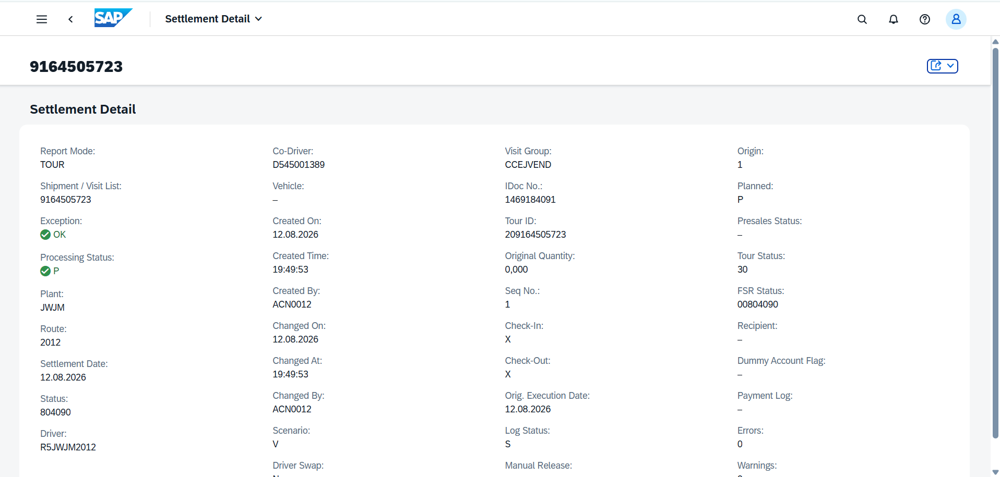 SAP
Settlement Detail
9164505723
Settlement Detail
Report Mode:
TOUR
Shipment / Visit List:
9164505723
Exception:
OK
Processing Status:
P
Plant:
JWJM
Route:
2012
Settlement Date:
12.08.2026
Status:
804090
Driver:
R5JWJM2012
Co-Driver:
D545001389
Vehicle:
–
Created On:
12.08.2026
Created Time:
19:49:53
Created By:
ACN0012
Changed On:
12.08.2026
Changed At:
19:49:53
Changed By:
ACN0012
Scenario:
V
Driver Swap:
Visit Group:
CCEJVEND
IDoc No.:
1469184091
Tour ID:
209164505723
Original Quantity:
0,000
Seq No.:
1
Check-In:
X
Check-Out:
X
Orig. Execution Date:
12.08.2026
Log Status:
S
Manual Release:
Origin:
1
Planned:
P
Presales Status:
–
Tour Status:
30
FSR Status:
00804090
Recipient:
–
Dummy Account Flag:
–
Payment Log:
–
Errors:
0
Warnings: